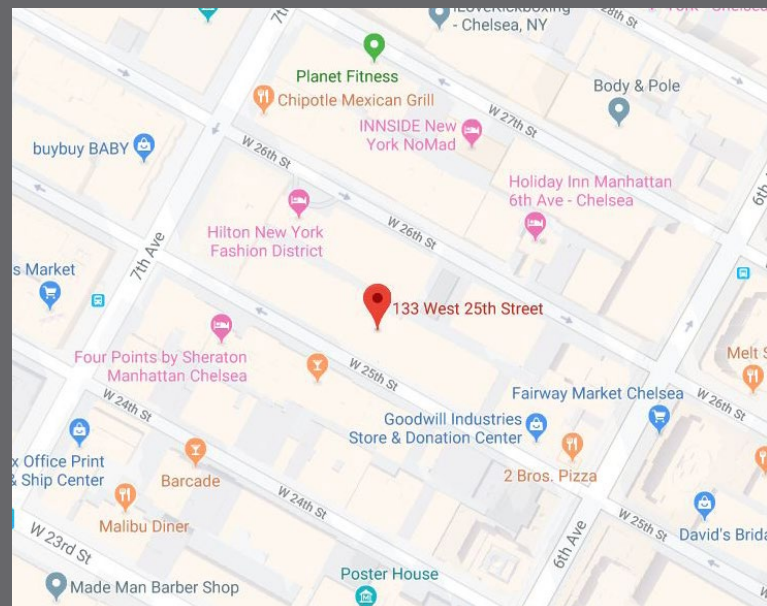 iLoveKickboxing
- Chelsea, NY
W 28th St
Planet Fitness
Chipotle Mexican Grill
W 27th St
Body & Pole
buybuy BABY
INNSIDE New
York NoMad
W 26th St
Holiday Inn Manhattan
6th Ave - Chelsea
Hilton New York
Fashion District
W 26th St
7th Ave
s Market
133 West 25th Street
Four Points by Sheraton
Manhattan Chelsea
W 25th St
Melt S
W 26th St
Fairway Market Chelsea
W 24th St
Goodwill Industries
Store & Donation Center
x Office Print
& Ship Center
Barcade
2 Bros. Pizza
Malibu Diner
W 24th St
W 25th St
David's Brida
W 23rd St
6th Ave
Poster House
Made Man Barber Shop